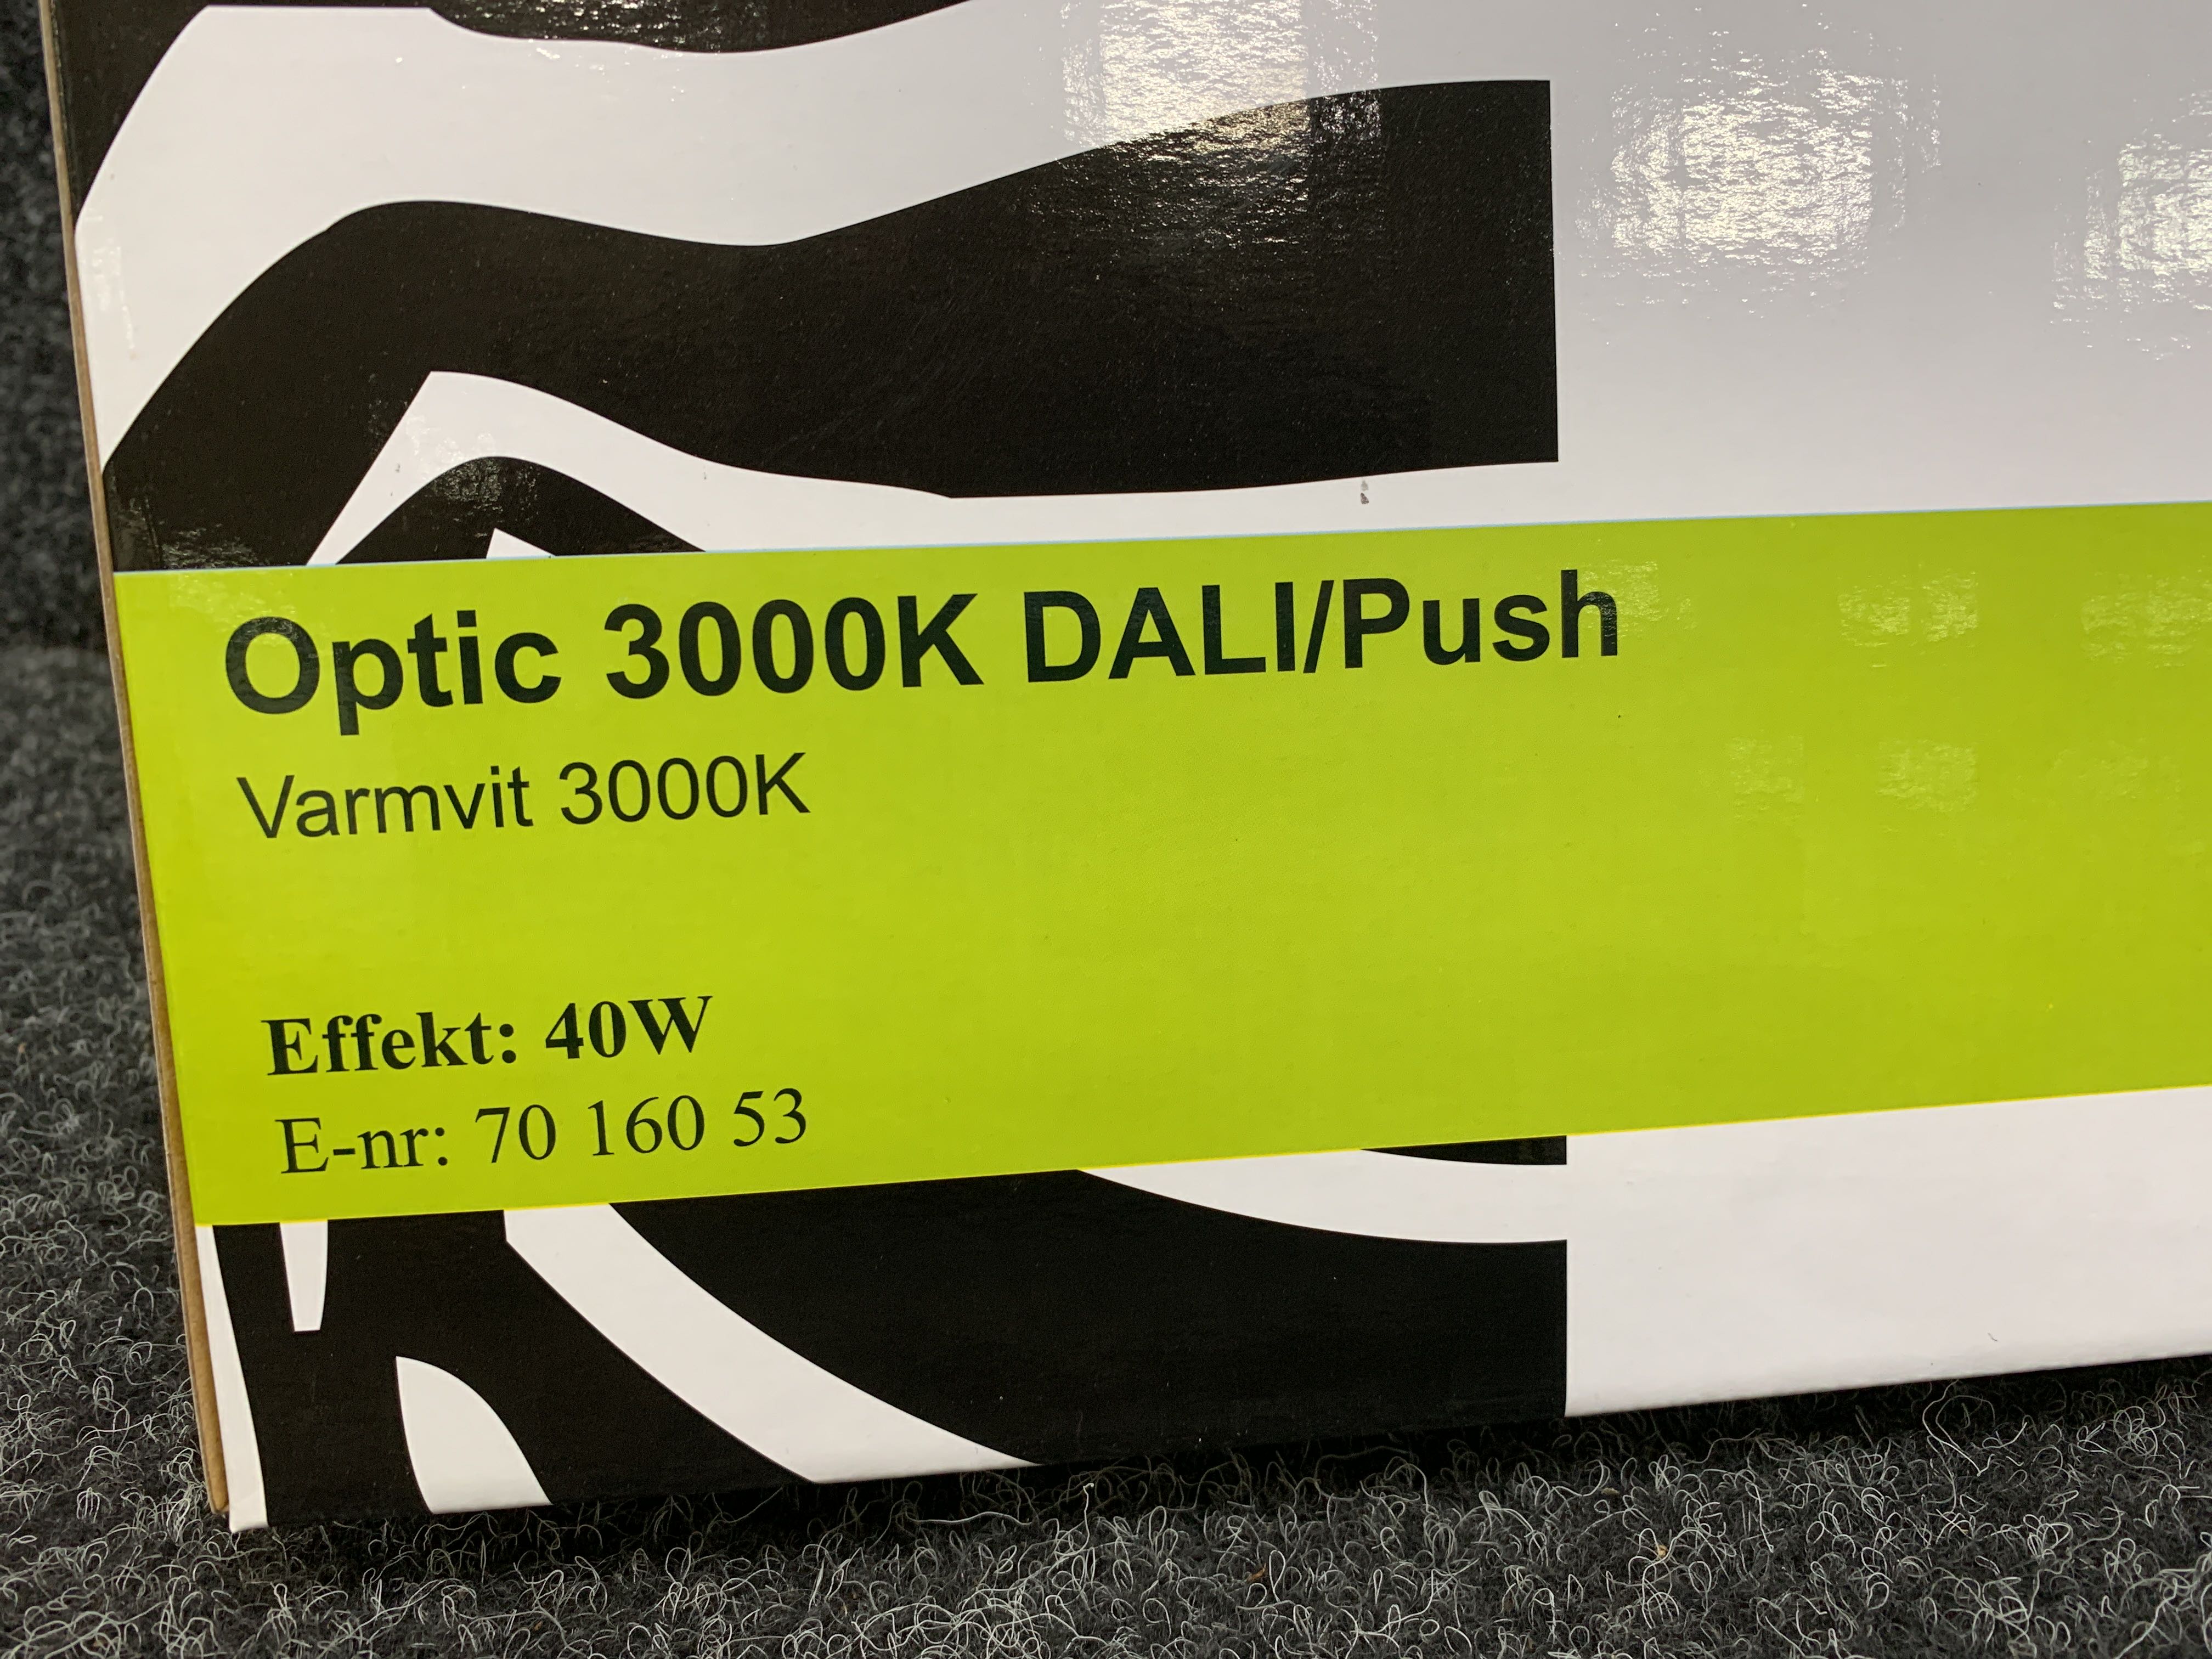 Optic 3000K DALI/Push
Varmvit 3000K
Effekt: 40W
E-nr: 70 160 53